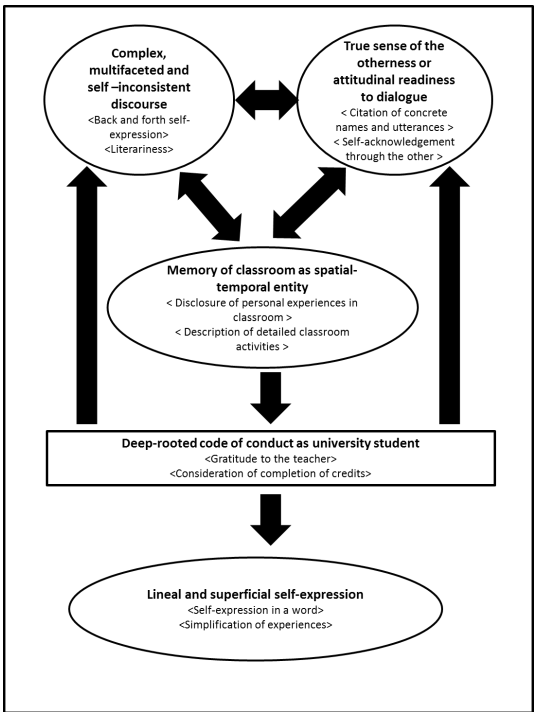 Complex,
multifaceted and
self –inconsistent
discourse
<Back and forth self-
expression>
<Literariness>
True sense of the
otherness or
attitudinal readiness
to dialogue
< Citation of concrete
names and utterances >
< Self-acknowledgement
through the other >
Memory of classroom as spatial-
temporal entity
< Disclosure of personal experiences in
classroom >
< Description of detailed classroom
activities >
Deep-rooted code of conduct as university student
<Gratitude to the teacher>
<Consideration of completion of credits>
Lineal and superficial self-expression
<Self-expression in a word>
<Simplification of experiences>